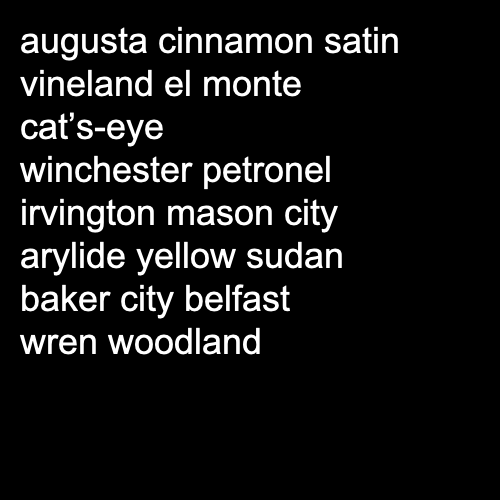 augusta cinnamon satin
vineland el monte
cat’s-eye
winchester petronel
irvington mason city
arylide yellow sudan
baker city belfast
wren woodland